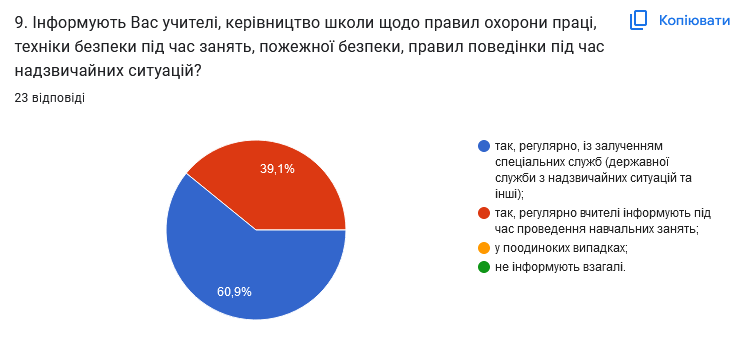 9. Інформують Вас учителі, керівництво школи щодо правил охорони праці,
техніки безпеки під час занять, пожежної безпеки, правил поведінки під час
надзвичайних ситуацій?
Копіювати
23 відповіді
39,1%
60,9%
так, регулярно, із залученням
спеціальних служб (державної
служби з надзвичайних ситуацій та
інші);
так, регулярно вчителі інформують під
час проведення навчальних занять;
у поодиноких випадках;
не інформують взагалі.